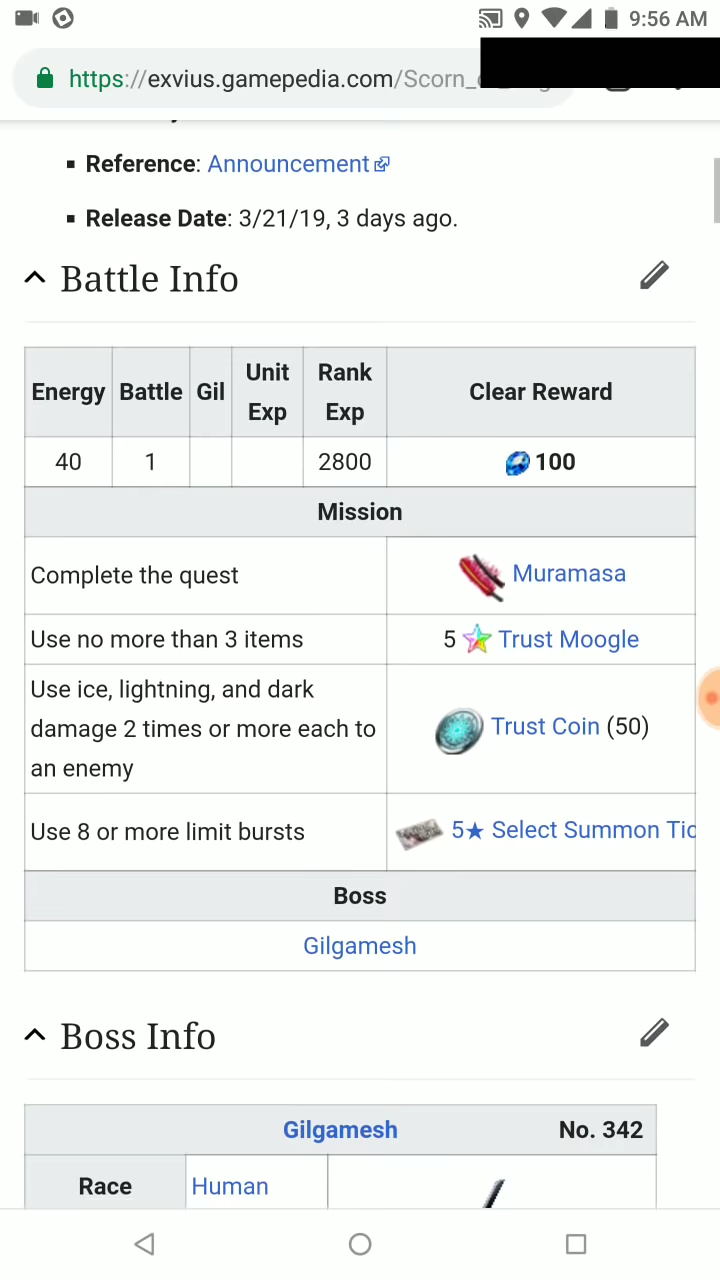 9:56 AM
https://exvius.gamepedia.com/Scorn_
Reference: Announcement
Release Date: 3/21/19, 3 days ago.
Battle Info
Energy Battle Gil Unit Exp Rank Exp Clear Reward
40 1 2800 100
Mission
Complete the quest Muramasa
Use no more than 3 items 5 Trust Moogle
Use ice, lightning, and dark
damage 2 times or more each to
an enemy
Trust Coin (50)
Use 8 or more limit bursts 5★ Select Summon Tic
Boss
Gilgamesh
Boss Info
Gilgamesh No. 342
Race Human